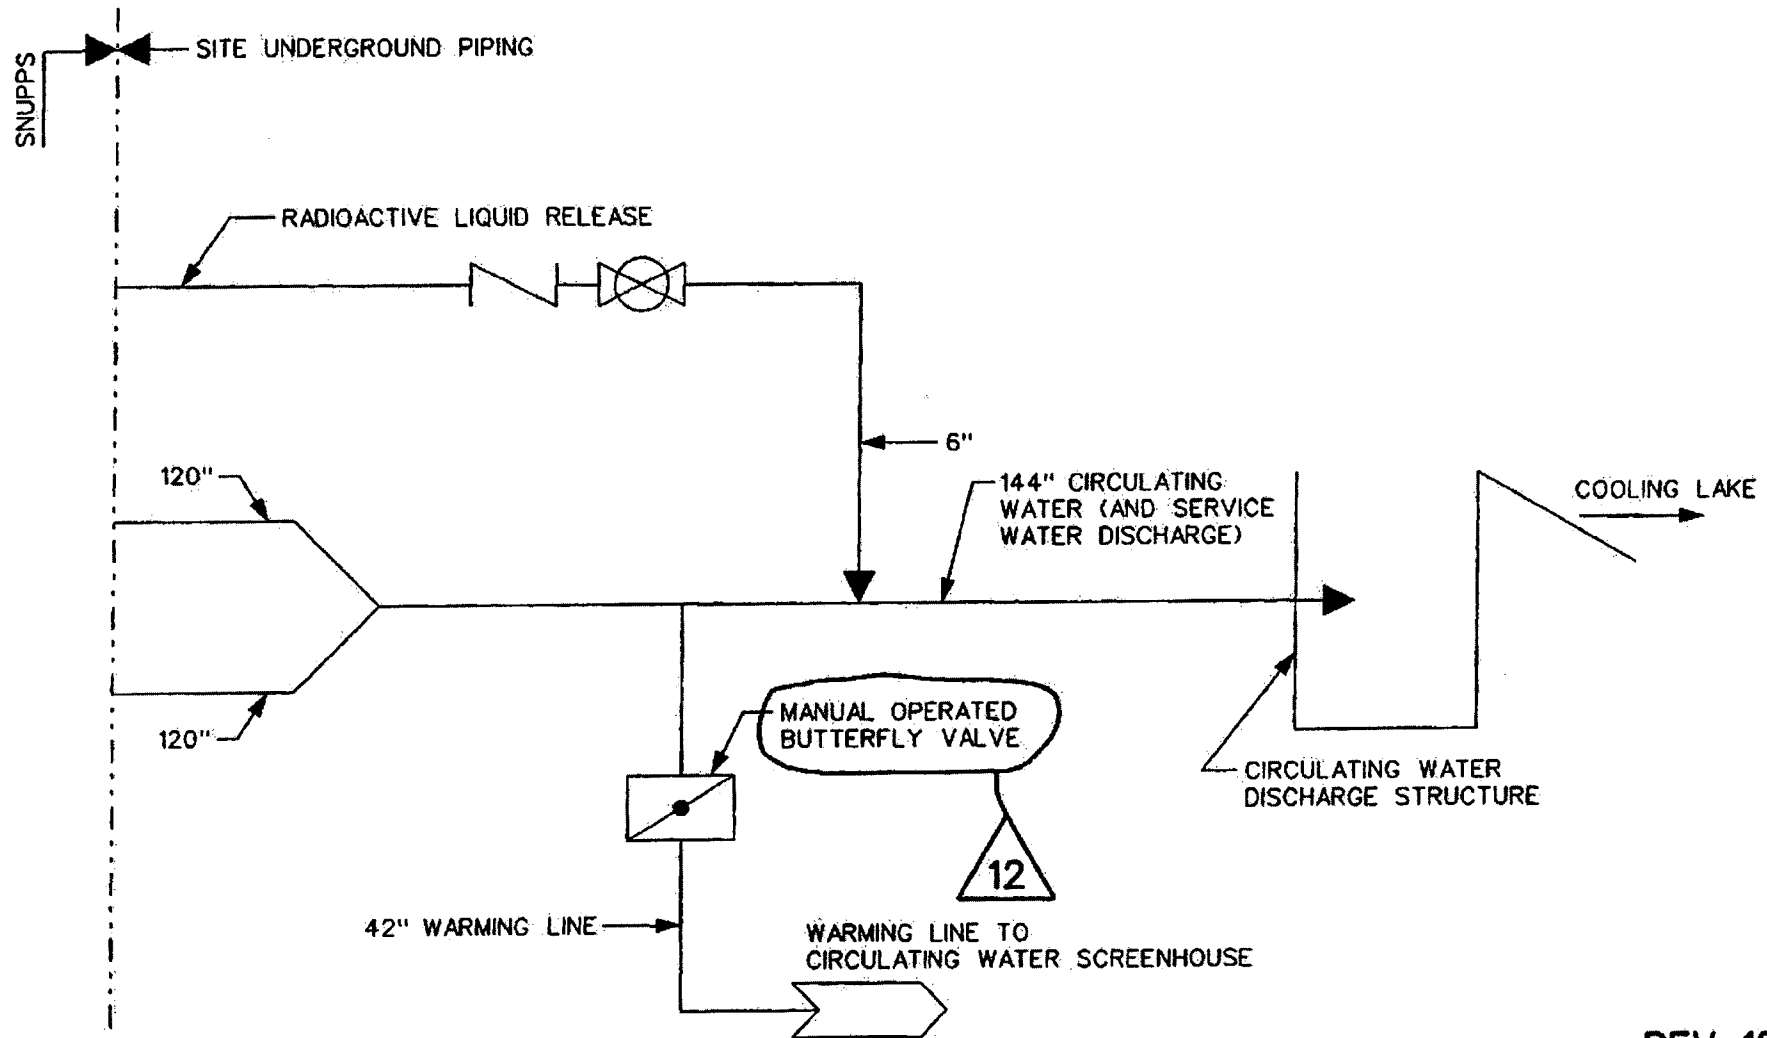 SITE UNDERGROUND PIPING
SNUPPS
RADIOACTIVE LIQUID RELEASE
6"
120"
144" CIRCULATING
WATER (AND SERVICE
WATER DISCHARGE)
COOLING LAKE
120"
MANUAL OPERATED
BUTTERFLY VALVE
CIRCULATING WATER
DISCHARGE STRUCTURE
12
42" WARMING LINE
WARMING LINE TO
CIRCULATING WATER SCREENHOUSE